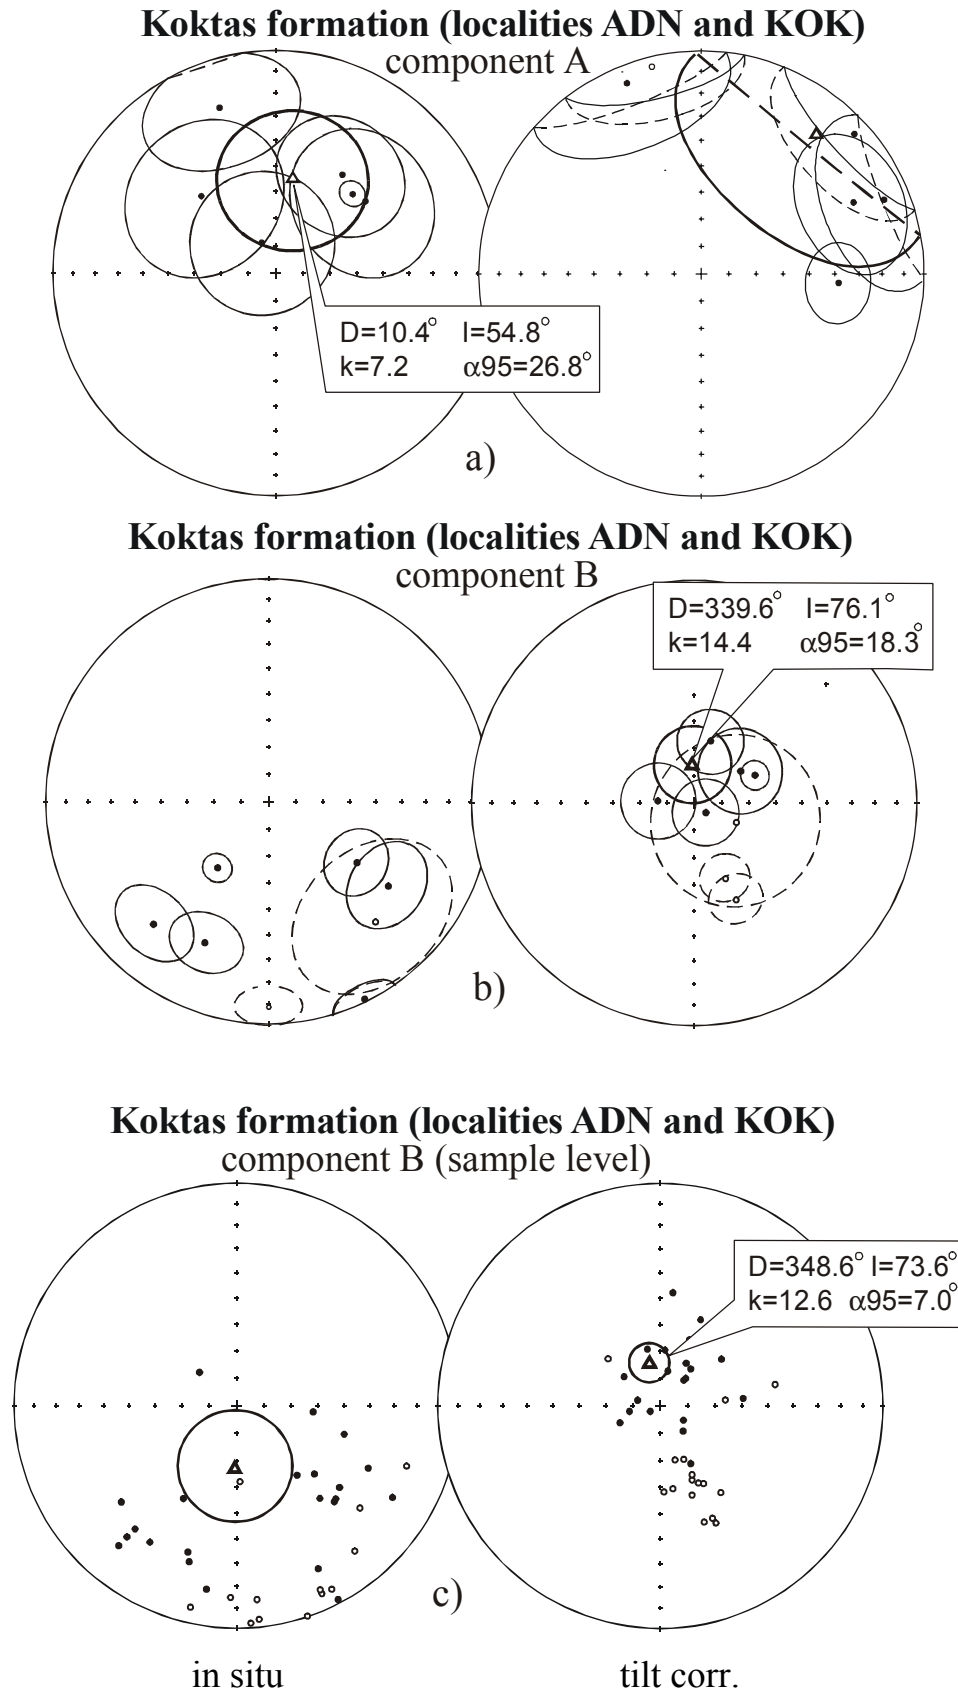 Koktas formation (localities ADN and KOK)
component A
D=10.4° I=54.8°
k=7.2 α95=26.8°
a)
Koktas formation (localities ADN and KOK)
component B
D=339.6° I=76.1°
k=14.4 α95=18.3°
b)
Koktas formation (localities ADN and KOK)
component B (sample level)
D=348.6° I=73.6°
k=12.6 α95=7.0°
c)
in situ tilt corr.